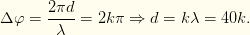 Δφ = 2πd/λ = 2kπ ⇒ d = kλ = 40k.